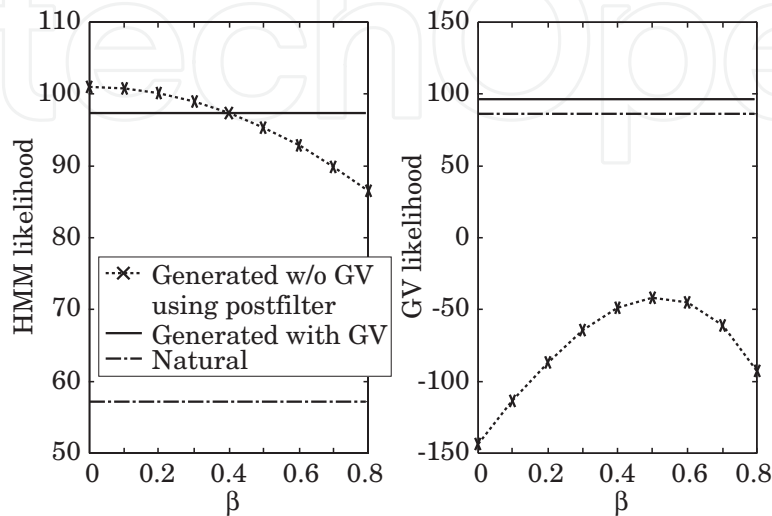 techOpe
HMM likelihood
110
100
90
80
70
60
50
0
0.2
0.4
0.6
0.8
β
Generated w/o GV
using postfilter
Generated with GV
Natural
GV likelihood
150
100
50
0
-50
-100
-150
0
0.2
0.4
0.6
0.8
β